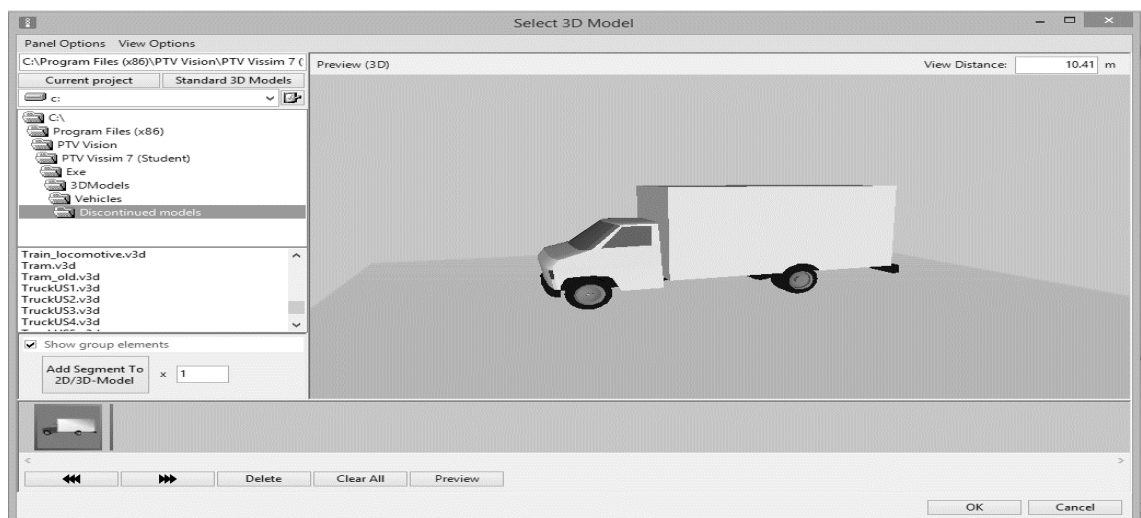 Select 3D Model
Panel Options View Options
C:\Program Files (x86)\PTV Vision\PTV Vissim 7 (
Current project Standard 3D Models
c:
C:\
Program Files (x86)
PTV Vision
PTV Vissim 7 (Student)
Exe
3DModels
Vehicles
Discontinued models
Train_locomotive.v3d
Tram.v3d
Tram_old.v3d
TruckUS1.v3d
TruckUS2.v3d
TruckUS3.v3d
TruckUS4.v3d
Show group elements
Add Segment To
2D/3D-Model
x 1
Preview (3D) View Distance: 10.41 m
Delete Clear All Preview
OK Cancel